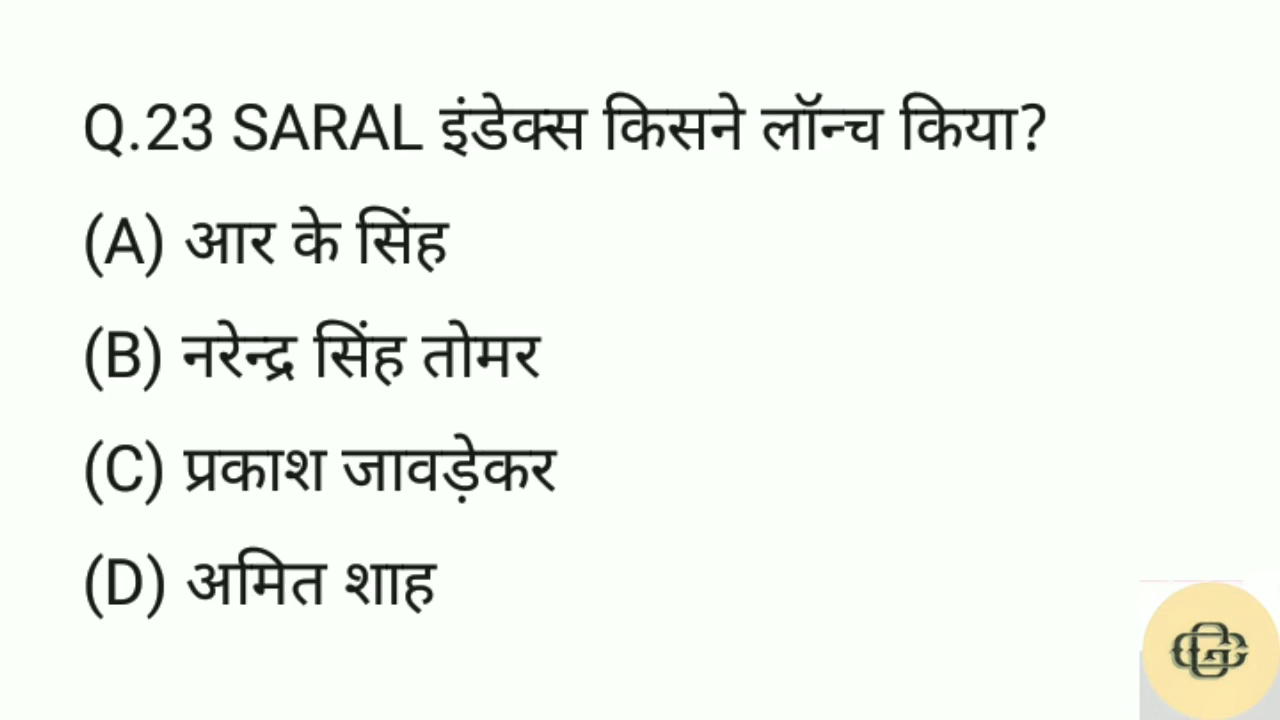 Q.23 SARAL इंडेक्स किसने लॉन्च किया?
(A) आर के सिंह
(B) नरेन्द्र सिंह तोमर
(C) प्रकाश जावड़ेकर
(D) अमित शाह